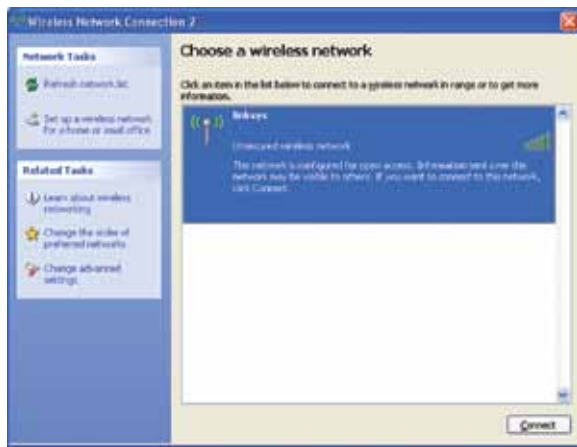 Wireless Network Connection 2
Network Tasks
Refresh network list
Set up a wireless network
for a home or small office
Related Tasks
Learn about wireless
networking
Change the order of
preferred networks
Change advanced
settings
Choose a wireless network
Click an item in the list below to connect to a wireless network in range or to get more
information.
linksys
Unsecured wireless network
This network is configured for open access. Information sent over this
network may be visible to others. If you want to connect to this network,
click Connect.
Connect